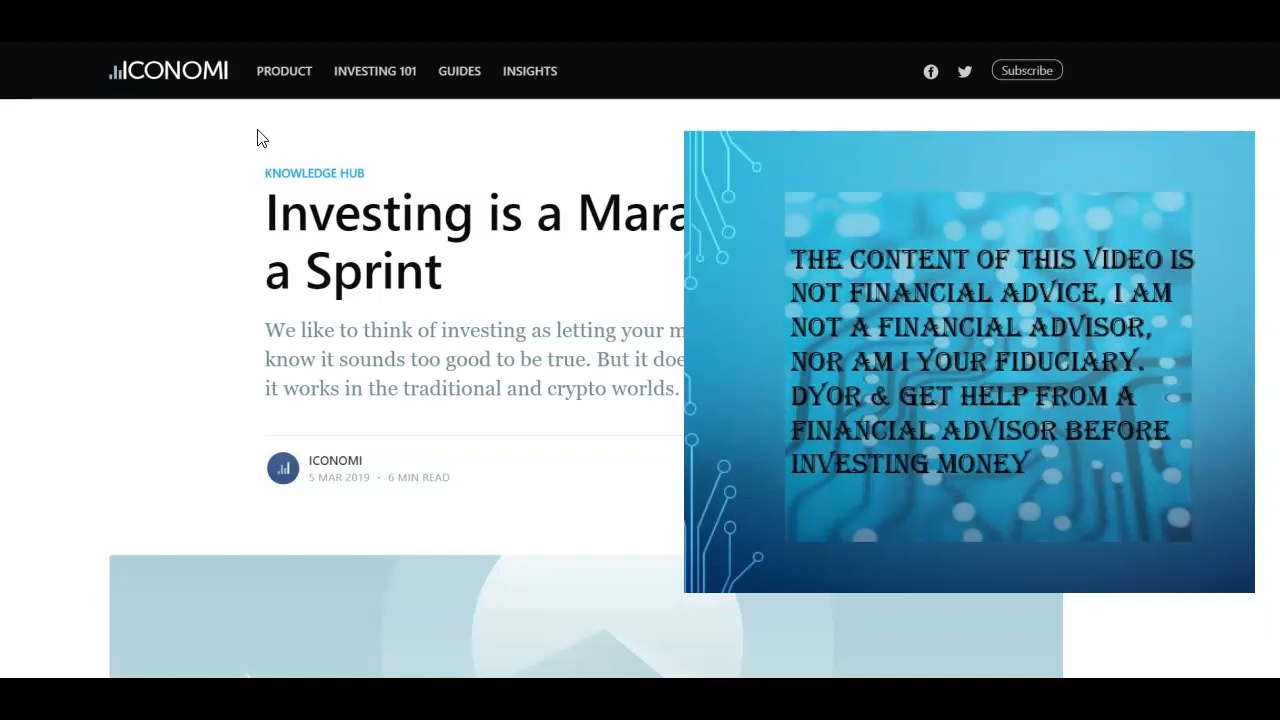 ICONOMI PRODUCT INVESTING 101 GUIDES INSIGHTS Subscribe
KNOWLEDGE HUB
Investing is a
a Sprint
We like to think of investing as letting your
know it sounds too good to be true. But it
it works in the traditional and crypto worlds.
ICONOMI
5 MAR 2019 • 6 MIN READ
THE CONTENT OF THIS VIDEO IS
NOT FINANCIAL ADVICE, I AM
NOT A FINANCIAL ADVISOR,
NOR AM I YOUR FIDUCIARY.
DYOR & GET HELP FROM A
FINANCIAL ADVISOR BEFORE
INVESTING MONEY